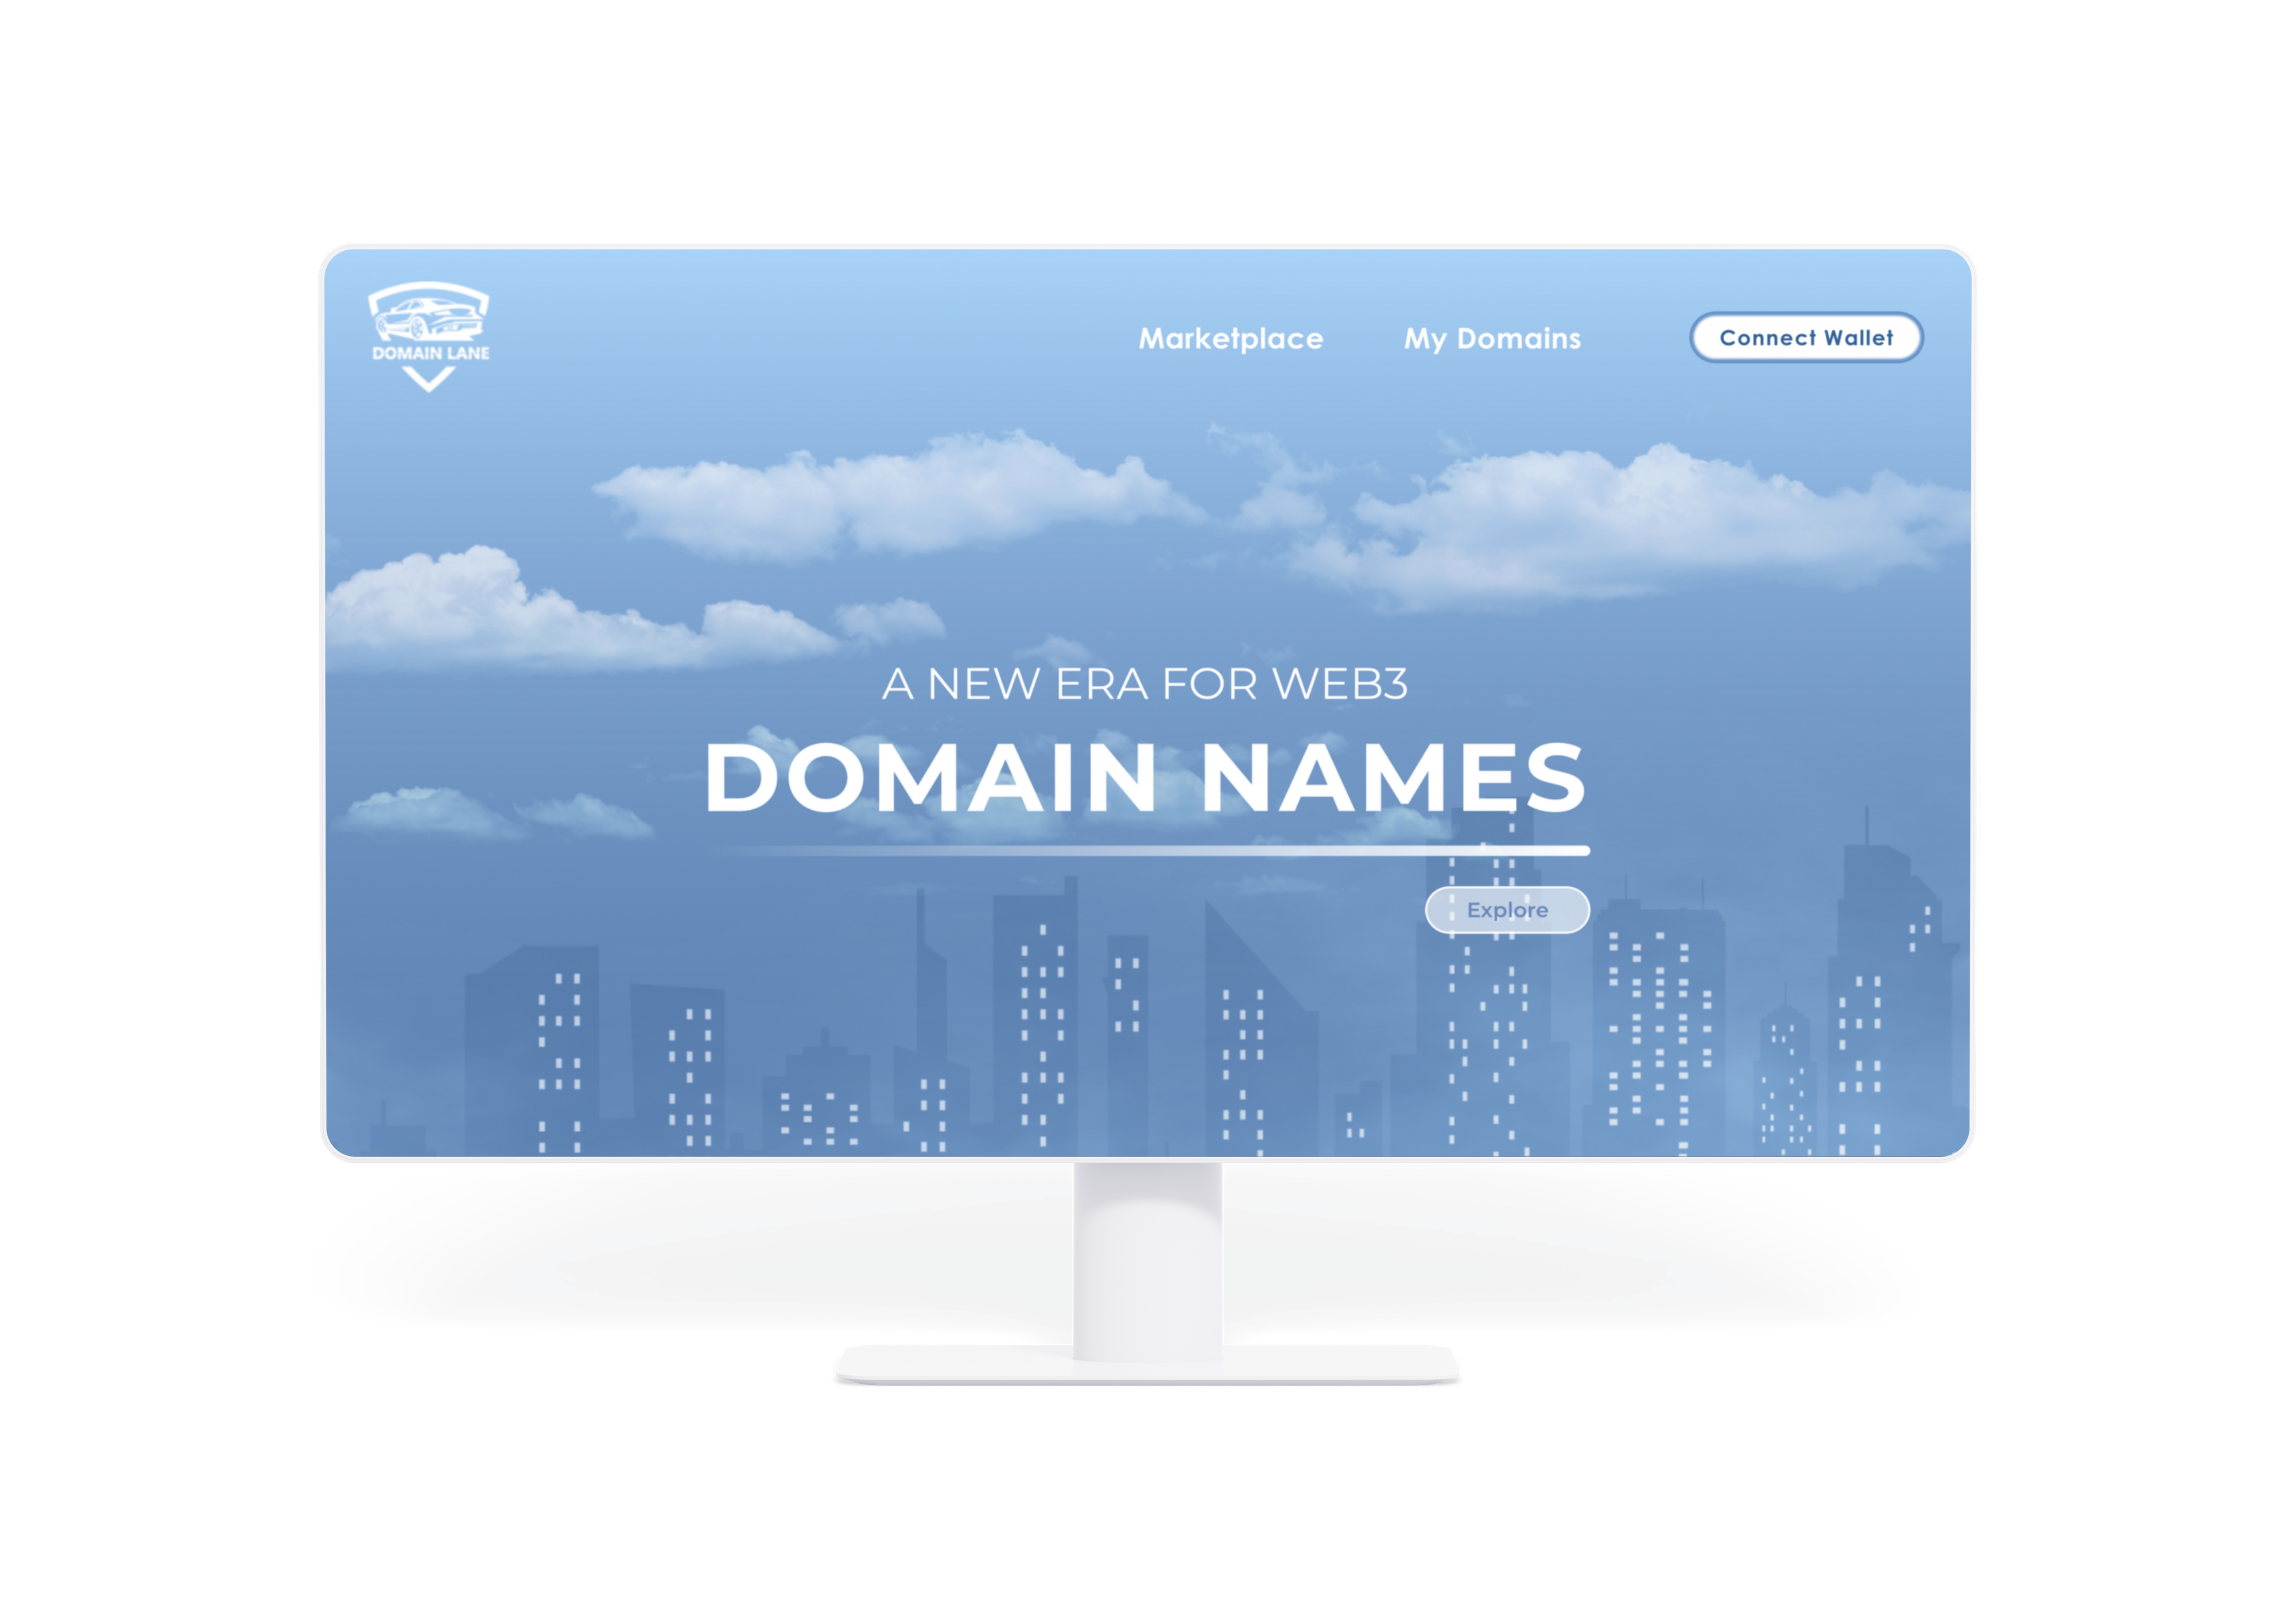 DOMAIN LANE
Marketplace
My Domains
Connect Wallet
A NEW ERA FOR WEB3
DOMAIN NAMES
Explore